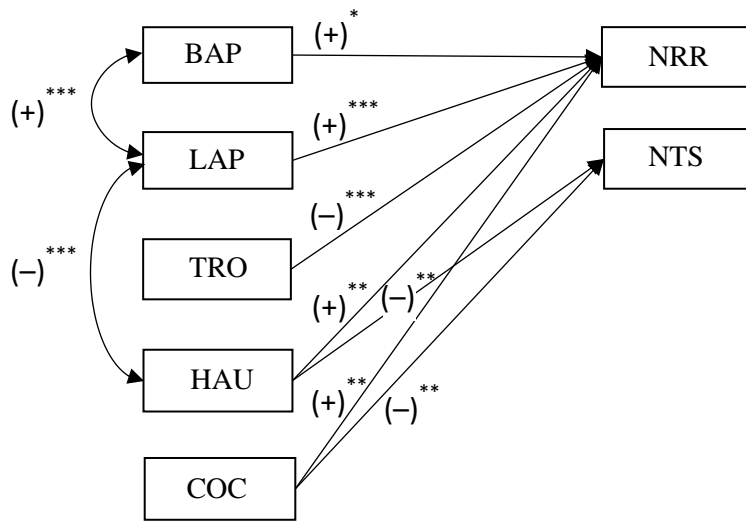 BAP
(+)*
NRR
(+)***
LAP
(+)***
NTS
(−)***
TRO
(−)***
(+)**
(−)**
HAU
(+)**
(−)**
COC